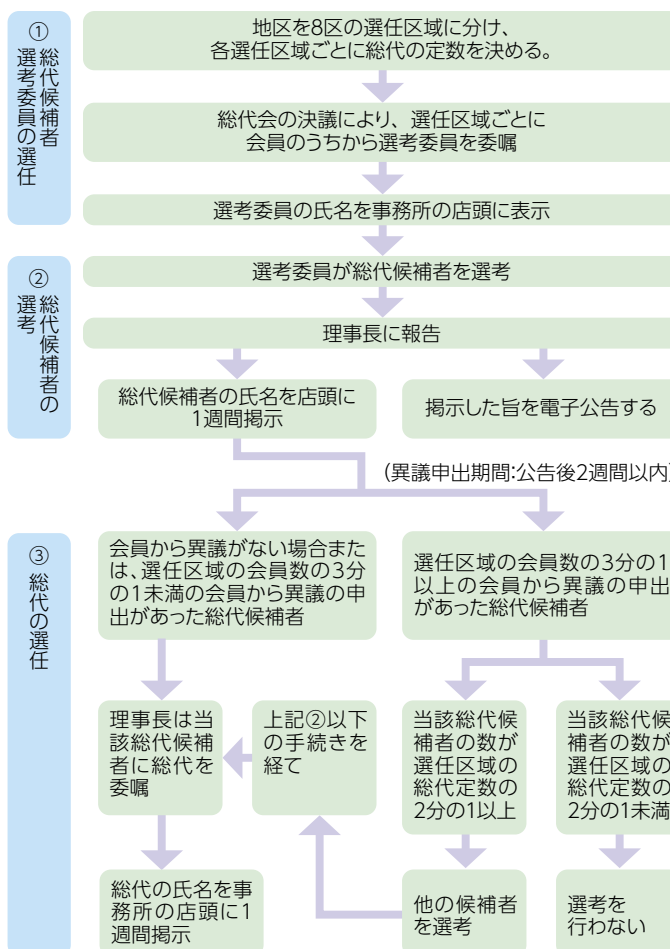 ①
総代候補者
選考委員の選任
地区を8区の選任区域に分け、
各選任区域ごとに総代の定数を決める。
総代会の決議により、選任区域ごとに
会員のうちから選考委員を委嘱
選考委員の氏名を事務所の店頭に表示
②
総代候補者の
選考
選考委員が総代候補者を選考
理事長に報告
総代候補者の氏名を店頭に
1週間掲示
掲示した旨を電子公告する
(異議申出期間:公告後2週間以内)
③
総代の選任
会員から異議がない場合また
は、選任区域の会員数の3分
の1未満の会員から異議の申
出があった総代候補者
選任区域の会員数の3分の1
以上の会員から異議の申出
があった総代候補者
理事長は当
該総代候補
者に総代を
委嘱
上記②以下
の手続きを
経て
当該総代候
補者の数が
選任区域の
総代定数の
2分の1以上
当該総代候
補者の数が
選任区域の
総代定数の
2分の1未満
総代の氏名を事
務所の店頭に1
週間掲示
他の候補者
を選考
選考を
行わない